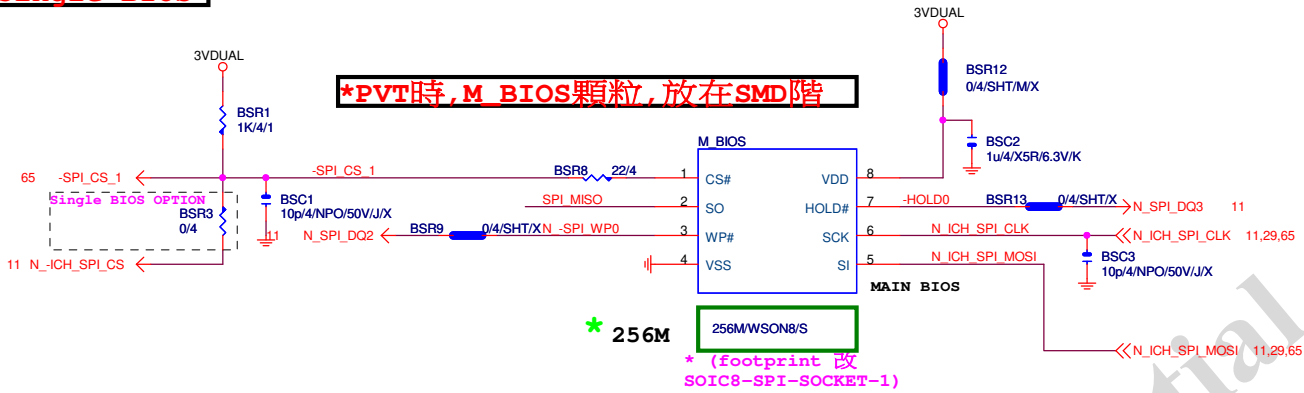 Single BIOS
3VDUAL
3VDUAL
BSR12
0/4/SHT/M/X
*PVT時,M_BIOS顆粒,放在SMD階
BSR1
1K/4/1
BSC2
1u/4/X5R/6.3V/K
M_BIOS
65 -SPI_CS_1
-SPI_CS_1
BSR8 22/4
1 CS#
VDD 8
Single BIOS OPTION
BSR3
0/4
BSC1
10p/4/NPO/50V/J/X
SPI_MISO
2 SO
HOLD# 7
-HOLD0
BSR13 0/4/SHT/X
N_SPI_DQ3 11
11 N_SPI_DQ2
BSR9 0/4/SHT/X
N_-SPI_WP0
3 WP#
SCK 6
N_ICH_SPI_CLK
N_ICH_SPI_CLK 11,29,65
11 N_-ICH_SPI_CS
4 VSS
SI 5
N_ICH_SPI_MOSI
BSC3
10p/4/NPO/50V/J/X
MAIN BIOS
* 256M
256M/WSON8/S
N_ICH_SPI_MOSI 11,29,65
* (footprint 改
SOIC8-SPI-SOCKET-1)
ntial